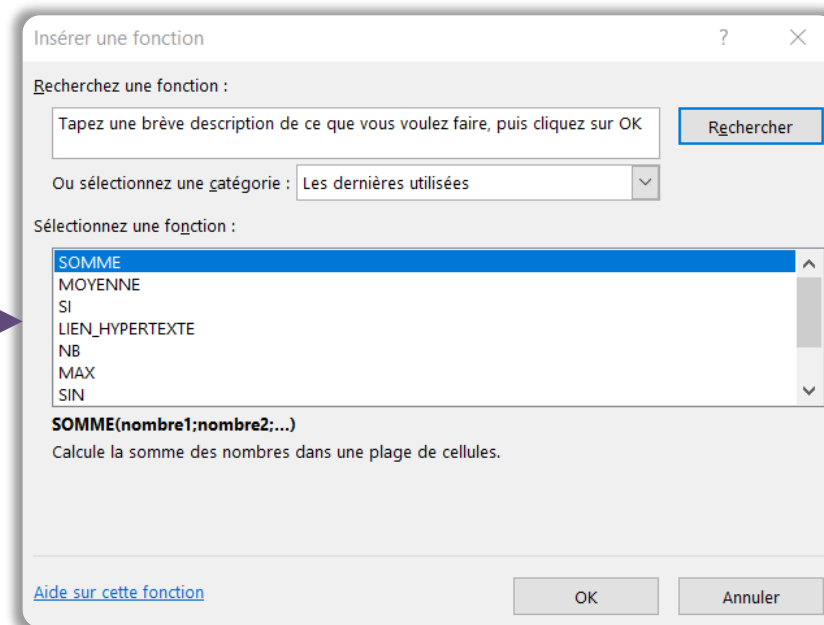 Insérer une fonction
Recherchez une fonction :
Tapez une brève description de ce que vous voulez faire, puis cliquez sur OK
Rechercher
Ou sélectionnez une catégorie : Les dernières utilisées
Sélectionnez une fonction :
SOMME
MOYENNE
SI
LIEN_HYPERTEXTE
NB
MAX
SIN
SOMME(nombre1;nombre2;...)
Calcule la somme des nombres dans une plage de cellules.
Aide sur cette fonction
OK
Annuler